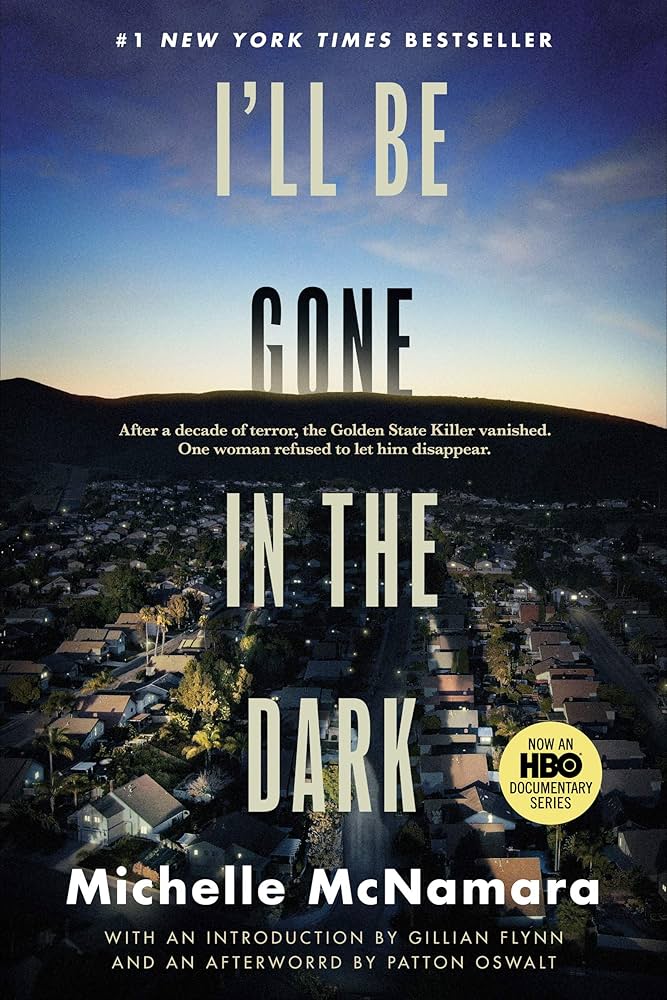 #1 NEW YORK TIMES BESTSELLER
I'LL BE
GONE
After a decade of terror, the Golden State Killer vanished.
One woman refused to let him disappear.
IN THE
DARK
NOW AN
HBO
DOCUMENTARY
SERIES
Michelle McNamara
WITH AN INTRODUCTION BY GILLIAN FLYNN
AND AN AFTERWORRD BY PATTON OSWALT